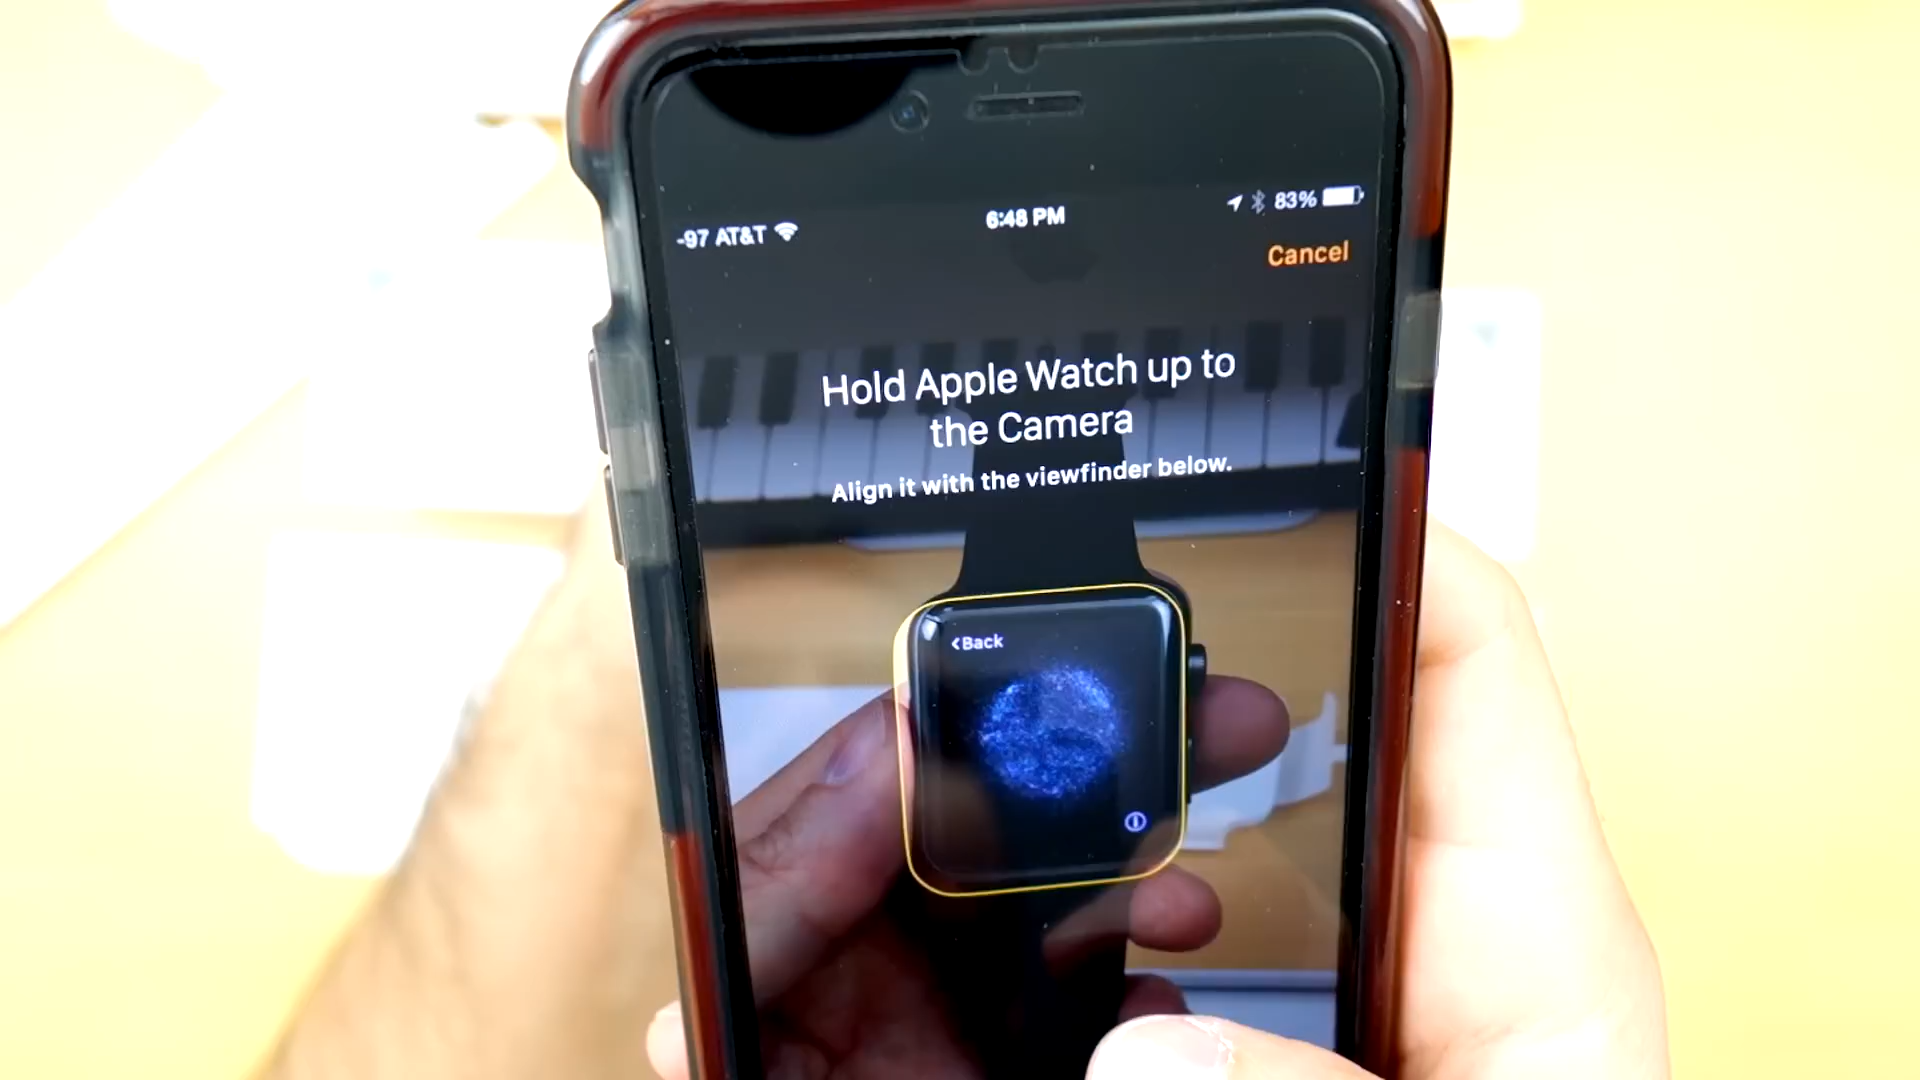 -97 AT&T 6:48 PM 83%
Cancel
Hold Apple Watch up to
the Camera
Align it with the viewfinder below.
<Back